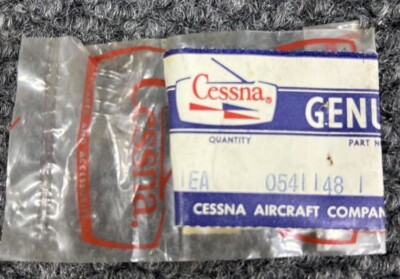 Cessna®
GENU
QUANTITY PART N
1EA 0541148 1
CESSNA AIRCRAFT COMPAN
Cessna.